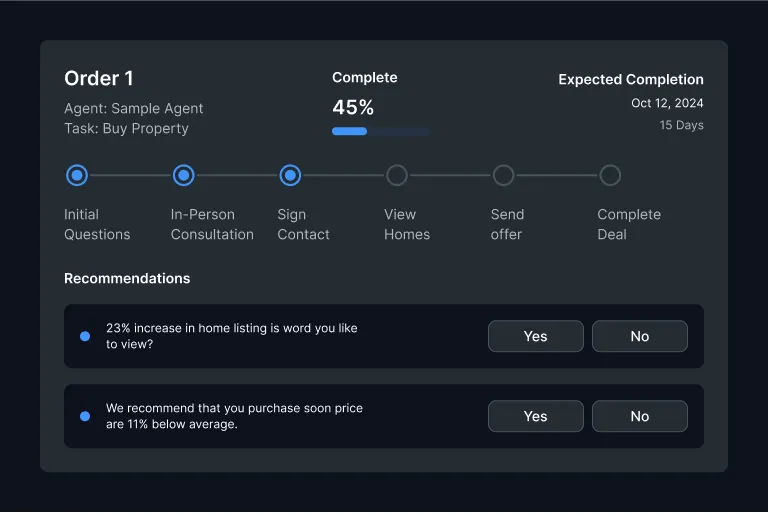 Order 1
Agent: Sample Agent
Task: Buy Property
Complete
45%
Expected Completion
Oct 12, 2024
15 Days
Initial
Questions
In-Person
Consultation
Sign
Contact
View
Homes
Send
offer
Complete
Deal
Recommendations
23% increase in home listing is word you like
to view?
Yes
No
We recommend that you purchase soon price
are 11% below average.
Yes
No